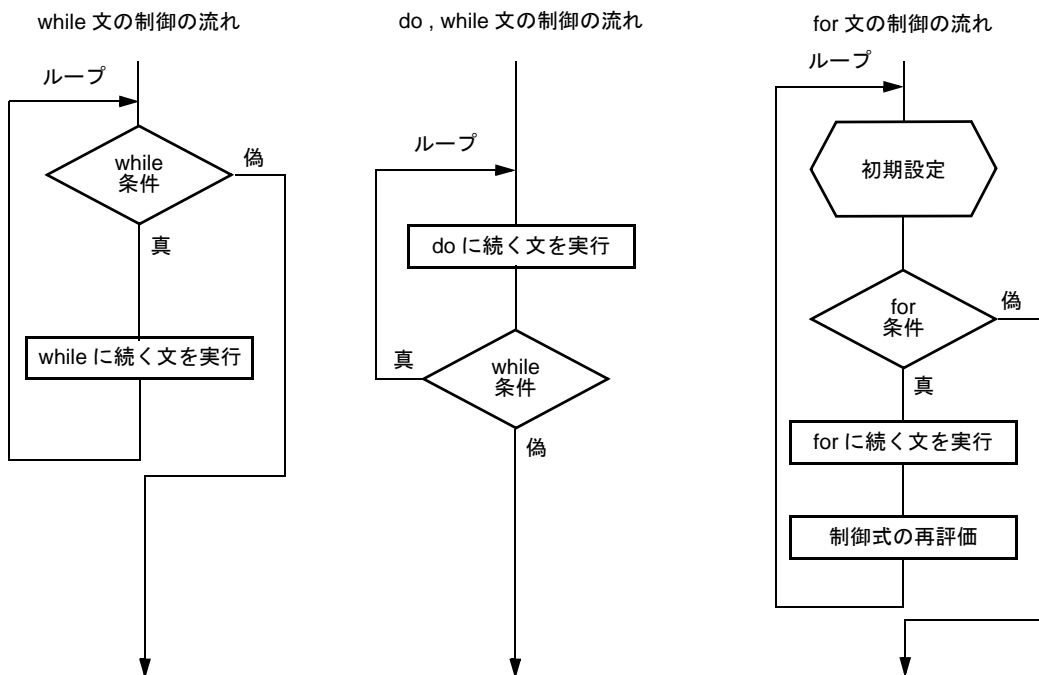 while 文の制御の流れ
ループ
while
条件
偽
真
while に続く文を実行
do , while 文の制御の流れ
ループ
do に続く文を実行
真
while
条件
偽
for 文の制御の流れ
ループ
初期設定
for
条件
偽
真
for に続く文を実行
制御式の再評価